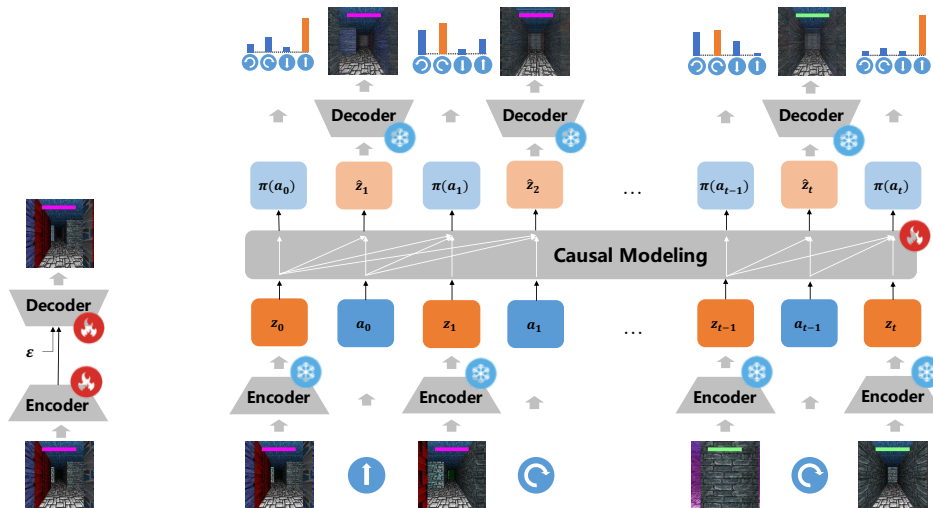 Decoder Decoder Decoder
π(a₀) ẑ₁ π(a₁) ẑ₂ ... π(aₜ₋₁) ẑₜ π(aₜ)
Causal Modeling
Decoder
z₀ a₀ z₁ a₁ ... zₜ₋₁ aₜ₋₁ zₜ
ε
Encoder Encoder Encoder Encoder Encoder